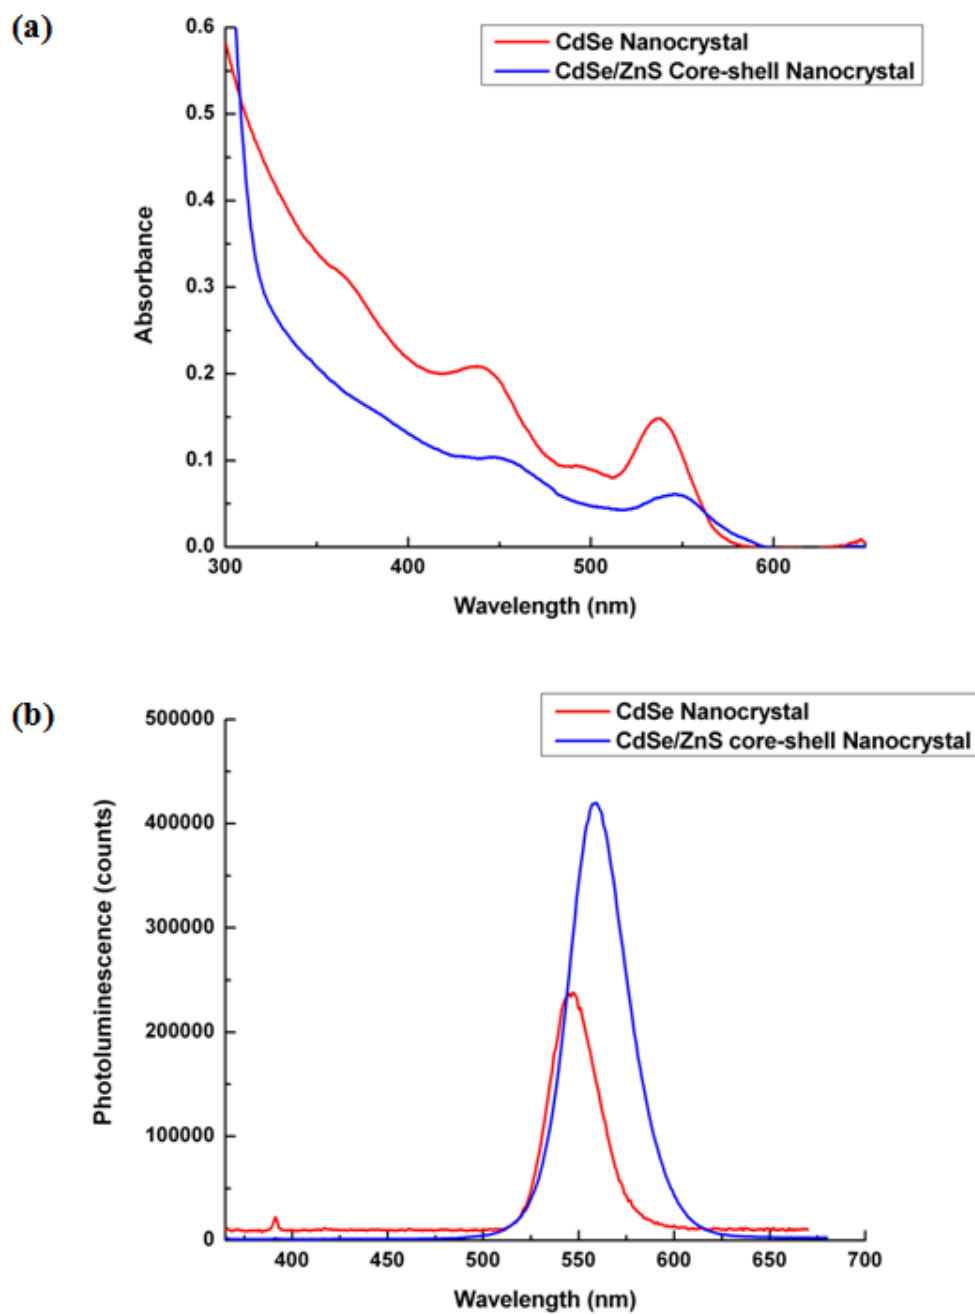 (a)
CdSe Nanocrystal
CdSe/ZnS Core-shell Nanocrystal
0.6
0.5
0.4
0.3
0.2
0.1
0.0
Absorbance
300 400 500 600
Wavelength (nm)
(b)
CdSe Nanocrystal
CdSe/ZnS core-shell Nanocrystal
500000
400000
300000
200000
100000
0
Photoluminescence (counts)
400 450 500 550 600 650 700
Wavelength (nm)